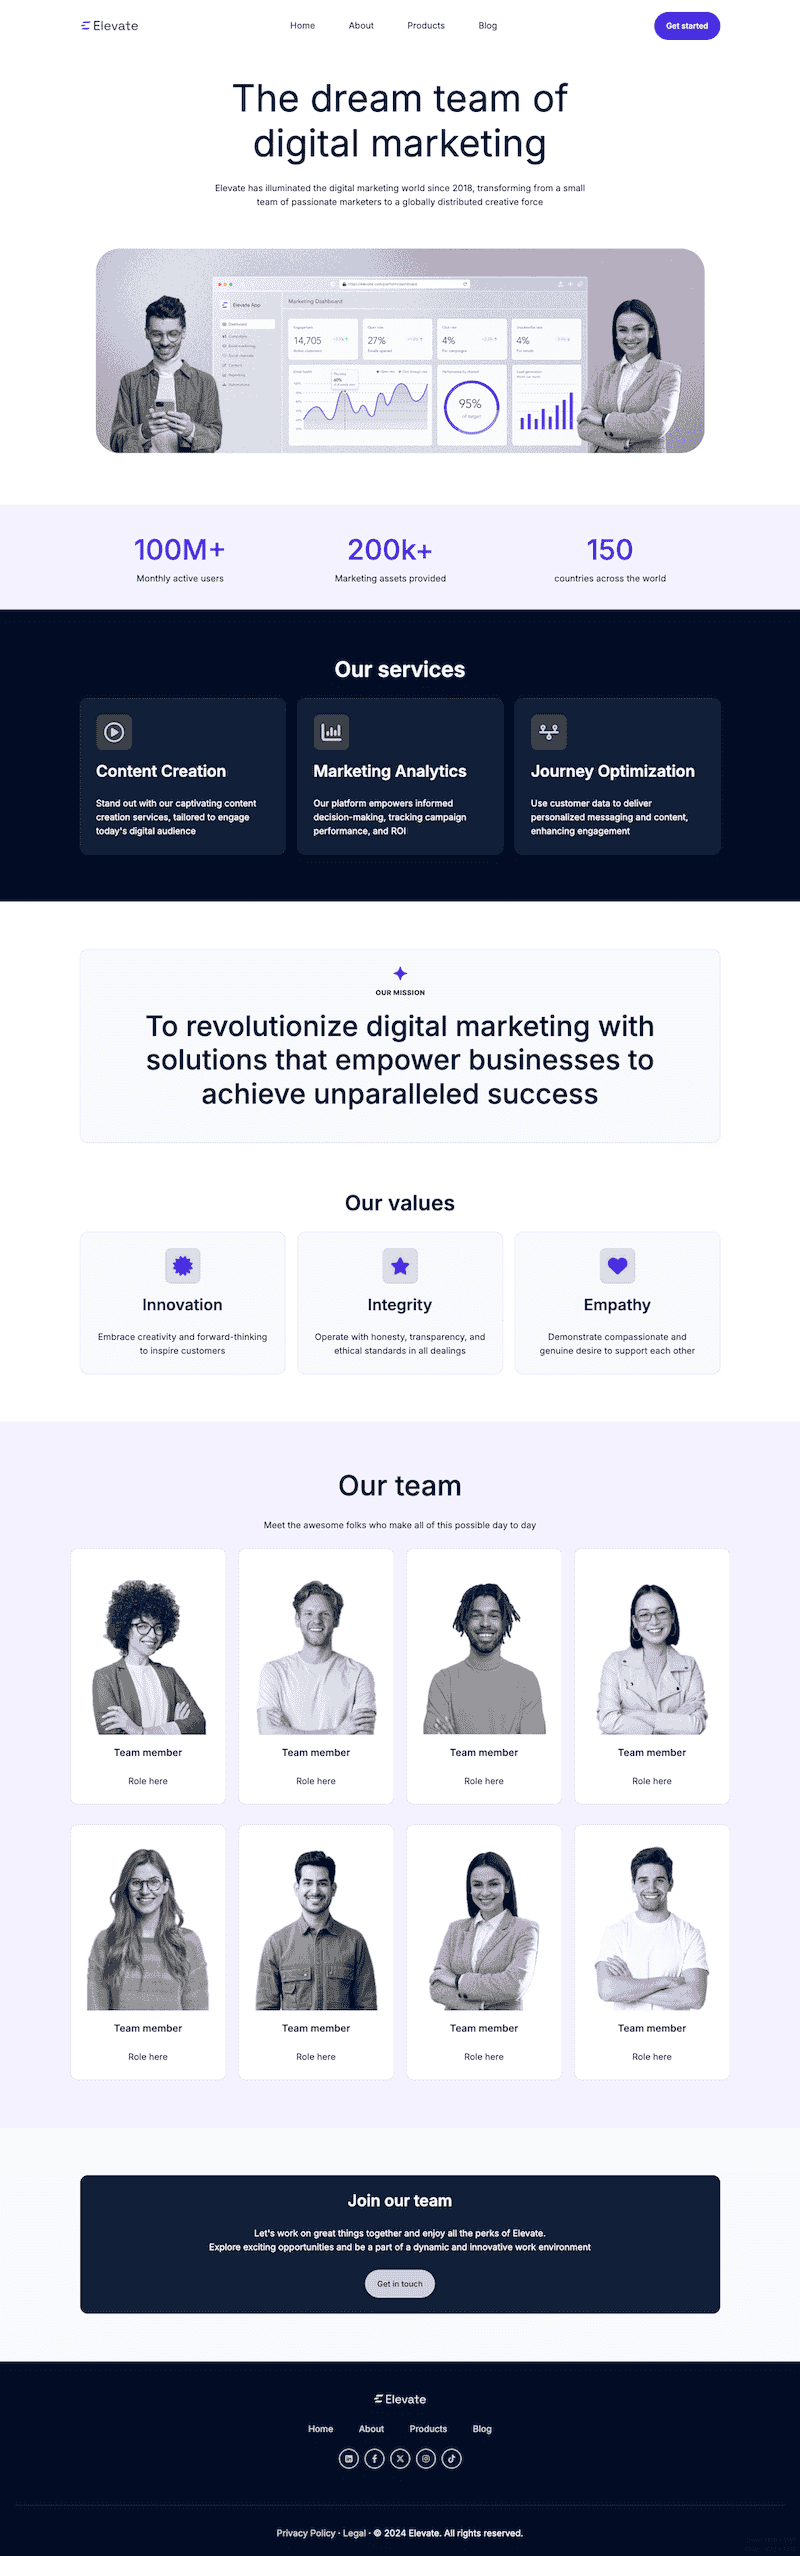 Elevate
Home
About
Products
Blog
Get started
The dream team of
digital marketing
Elevate has illuminated the digital marketing world since 2018, transforming from a small
team of passionate marketers to a globally distributed creative force
Elevate App
Marketing Dashboard
Dashboard
14,705
27%
4%
4%
95%
of target
100M+
Monthly active users
200k+
Marketing assets provided
150
countries across the world
Our services
Content Creation
Stand out with our captivating content
creation services, tailored to engage
today's digital audience
Marketing Analytics
Our platform empowers informed
decision-making, tracking campaign
performance, and ROI
Journey Optimization
Use customer data to deliver
personalized messaging and content,
enhancing engagement
OUR MISSION
To revolutionize digital marketing with
solutions that empower businesses to
achieve unparalleled success
Our values
Innovation
Embrace creativity and forward-thinking
to inspire customers
Integrity
Operate with honesty, transparency, and
ethical standards in all dealings
Empathy
Demonstrate compassionate and
genuine desire to support each other
Our team
Meet the awesome folks who make all of this possible day to day
Team member
Role here
Team member
Role here
Team member
Role here
Team member
Role here
Team member
Role here
Team member
Role here
Team member
Role here
Team member
Role here
Join our team
Let's work on great things together and enjoy all the perks of Elevate.
Explore exciting opportunities and be a part of a dynamic and innovative work environment
Get in touch
Elevate
Home
About
Products
Blog
Privacy Policy · Legal · © 2024 Elevate. All rights reserved.